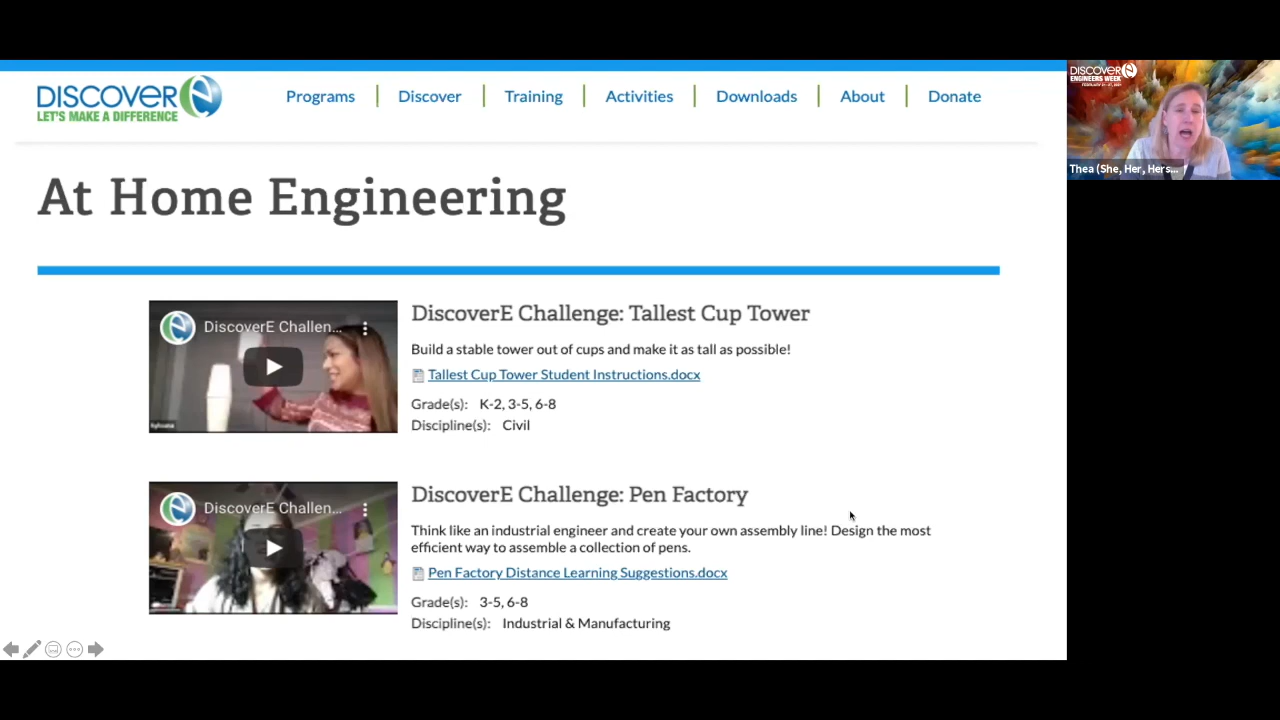 DISCOVER
LET'S MAKE A DIFFERENCE
Programs
Discover
Training
Activities
Downloads
About
Donate
DISCOVER
ENGINEERS WEEK
FEBRUARY 21-27, 2021
Thea (She, Her, Hers...
At Home Engineering
DiscoverE Challen...
DiscoverE Challenge: Tallest Cup Tower
Build a stable tower out of cups and make it as tall as possible!
Tallest Cup Tower Student Instructions.docx
Grade(s): K-2, 3-5, 6-8
Discipline(s): Civil
DiscoverE Challen...
DiscoverE Challenge: Pen Factory
Think like an industrial engineer and create your own assembly line! Design the most
efficient way to assemble a collection of pens.
Pen Factory Distance Learning Suggestions.docx
Grade(s): 3-5, 6-8
Discipline(s): Industrial & Manufacturing